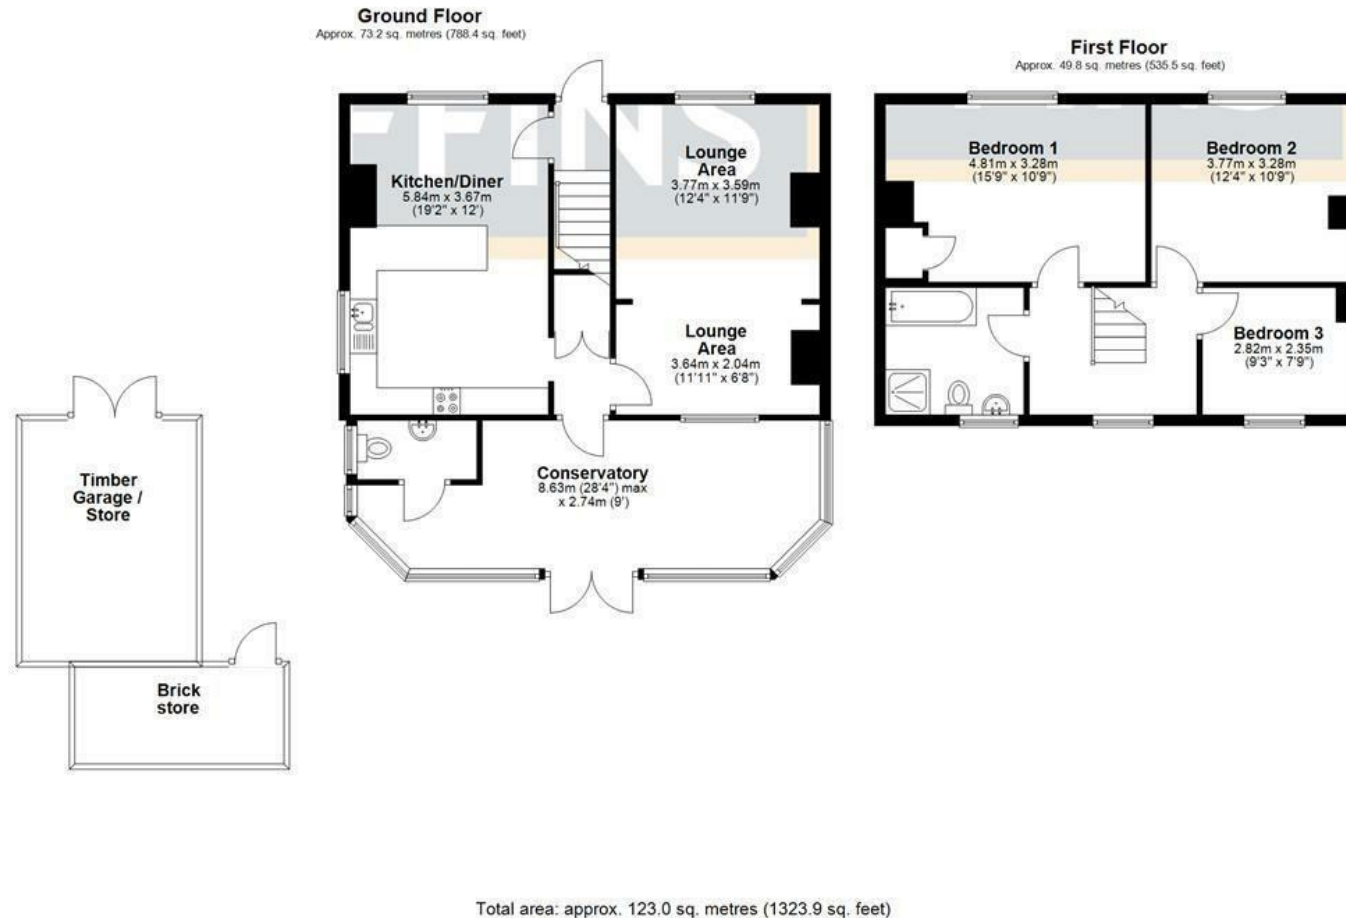 Ground Floor
Approx. 73.2 sq. metres (788.4 sq. feet)
First Floor
Approx. 49.8 sq. metres (535.5 sq. feet)
FFINS
Kitchen/Diner
5.84m x 3.67m
(19'2" x 12')
Lounge
Area
3.77m x 3.59m
(12'4" x 11'9")
Bedroom 1
4.81m x 3.28m
(15'9" x 10'9")
Bedroom 2
3.77m x 3.28m
(12'4" x 10'9")
Lounge
Area
3.64m x 2.04m
(11'11" x 6'8")
Bedroom 3
2.82m x 2.35m
(9'3" x 7'9")
Timber
Garage /
Store
Conservatory
8.63m (28'4") max
x 2.74m (9')
Brick
store
Total area: approx. 123.0 sq. metres (1323.9 sq. feet)